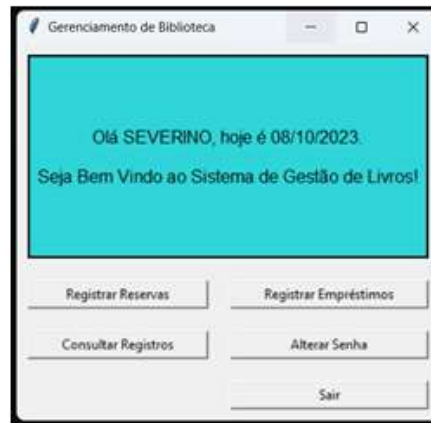 Gerenciamento de Biblioteca
Olá SEVERINO, hoje é 08/10/2023.
Seja Bem Vindo ao Sistema de Gestão de Livros!
Registrar Reservas
Registrar Empréstimos
Consultar Registros
Alterar Senha
Sair